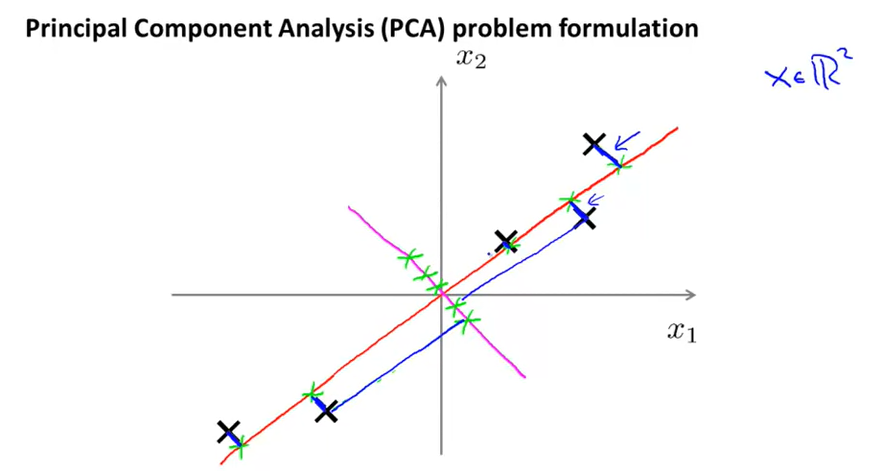 Principal Component Analysis (PCA) problem formulation
x₂
x ∈ ℝ²
x₁